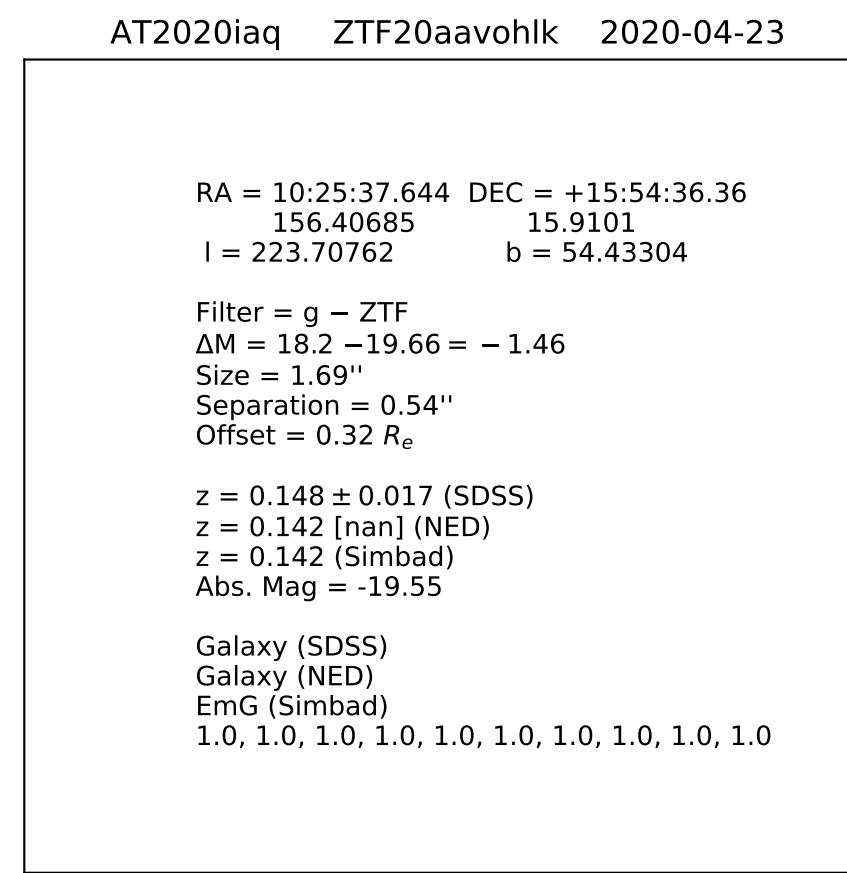 AT2020iaq ZTF20aavohlk 2020-04-23
RA = 10:25:37.644 DEC = +15:54:36.36
156.40685 15.9101
l = 223.70762 b = 54.43304
Filter = g − ZTF
ΔM = 18.2 −19.66 = − 1.46
Size = 1.69''
Separation = 0.54''
Offset = 0.32 Rₑ
z = 0.148 ± 0.017 (SDSS)
z = 0.142 [nan] (NED)
z = 0.142 (Simbad)
Abs. Mag = -19.55
Galaxy (SDSS)
Galaxy (NED)
EmG (Simbad)
1.0, 1.0, 1.0, 1.0, 1.0, 1.0, 1.0, 1.0, 1.0, 1.0